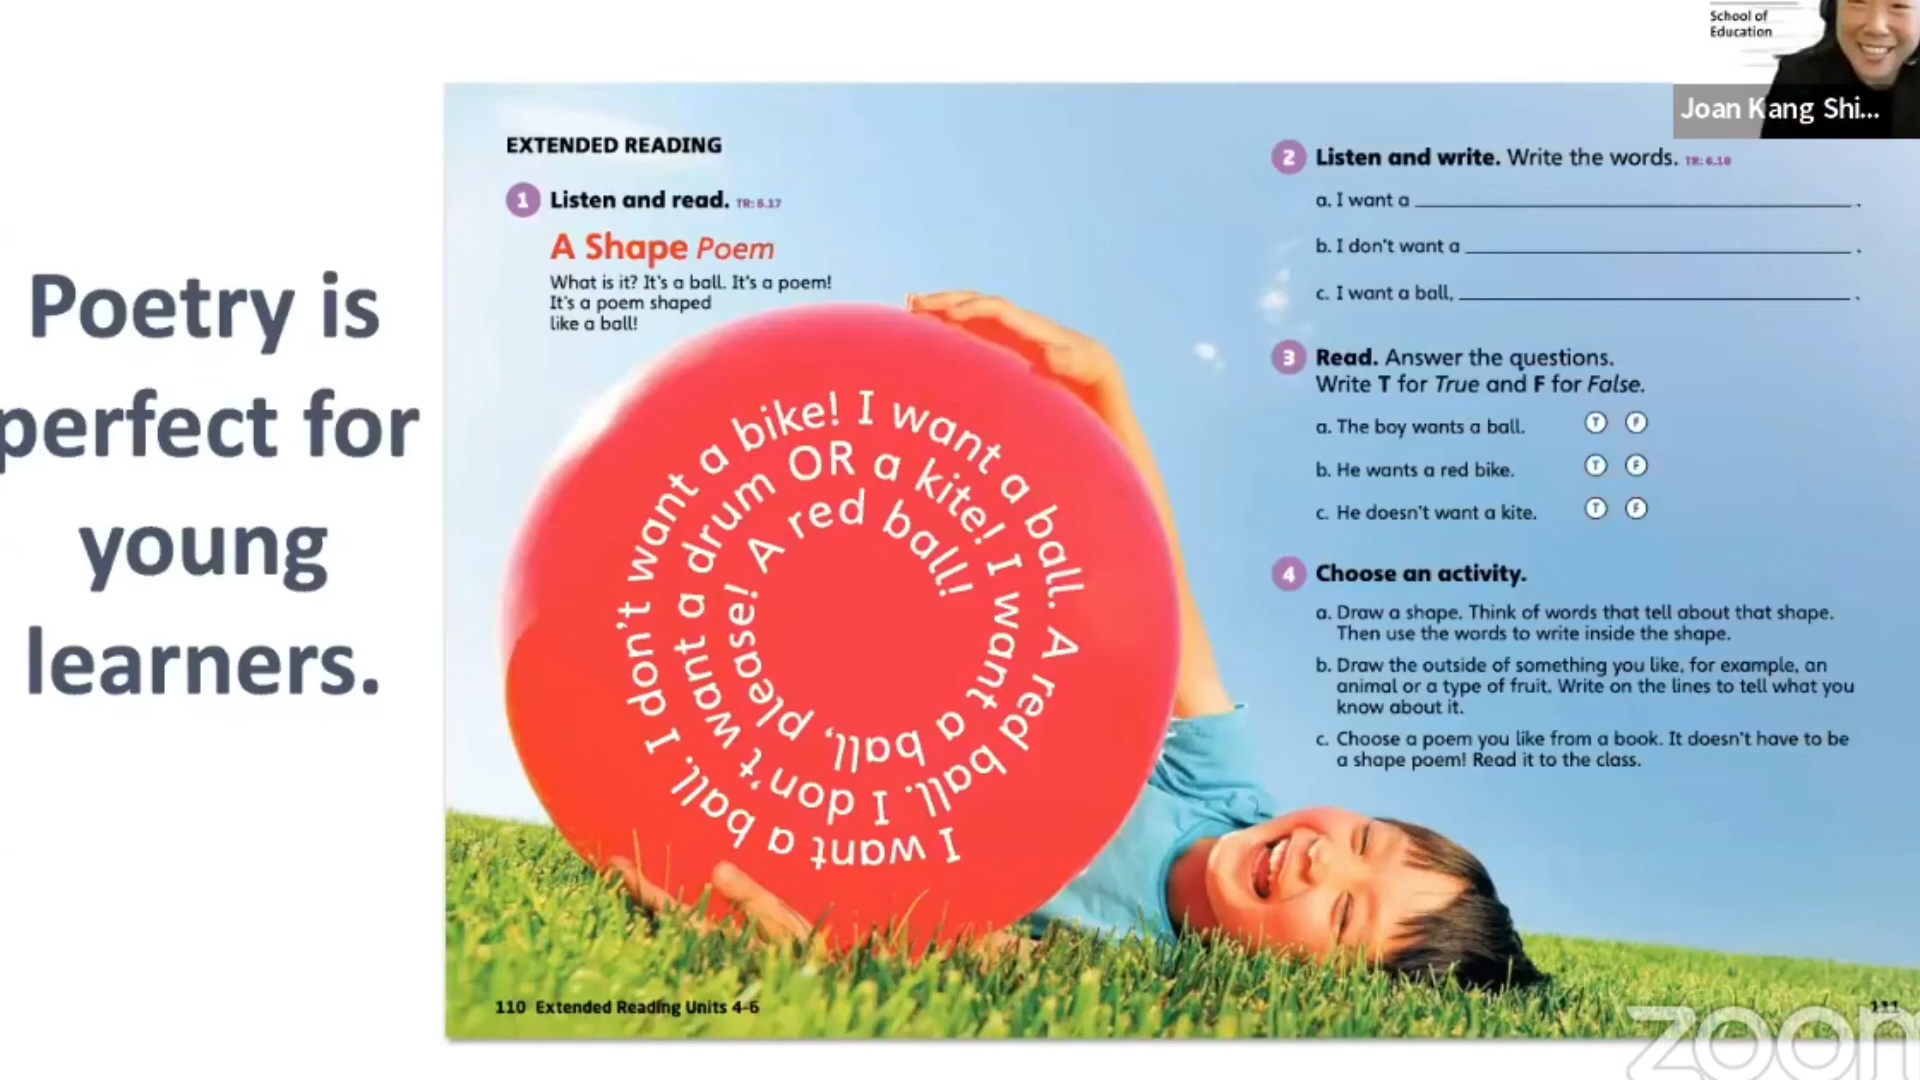 School of
Education
Joan Kang Shi...
Poetry is
perfect for
young
learners.
EXTENDED READING
1 Listen and read. TR: 6.17
A Shape Poem
What is it? It's a ball. It's a poem!
It's a poem shaped
like a ball!
I want a ball. I don't want a bike! I want a ball. A red ball. I don't want a drum OR a kite! I want a ball, please! A red ball!
110 Extended Reading Units 4-6
2 Listen and write. Write the words. TR: 6.18
a. I want a .
b. I don't want a .
c. I want a ball, .
3 Read. Answer the questions.
Write T for True and F for False.
a. The boy wants a ball. T F
b. He wants a red bike. T F
c. He doesn't want a kite. T F
4 Choose an activity.
a. Draw a shape. Think of words that tell about that shape.
Then use the words to write inside the shape.
b. Draw the outside of something you like, for example, an
animal or a type of fruit. Write on the lines to tell what you
know about it.
c. Choose a poem you like from a book. It doesn't have to be
a shape poem! Read it to the class.
111
zoom